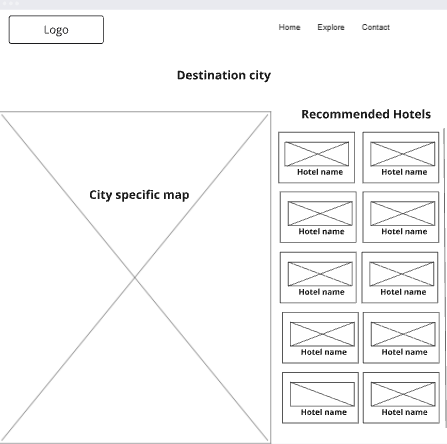 Logo
Home Explore Contact
Destination city
Recommended Hotels
City specific map
Hotel name Hotel name
Hotel name Hotel name
Hotel name Hotel name
Hotel name Hotel name
Hotel name Hotel name